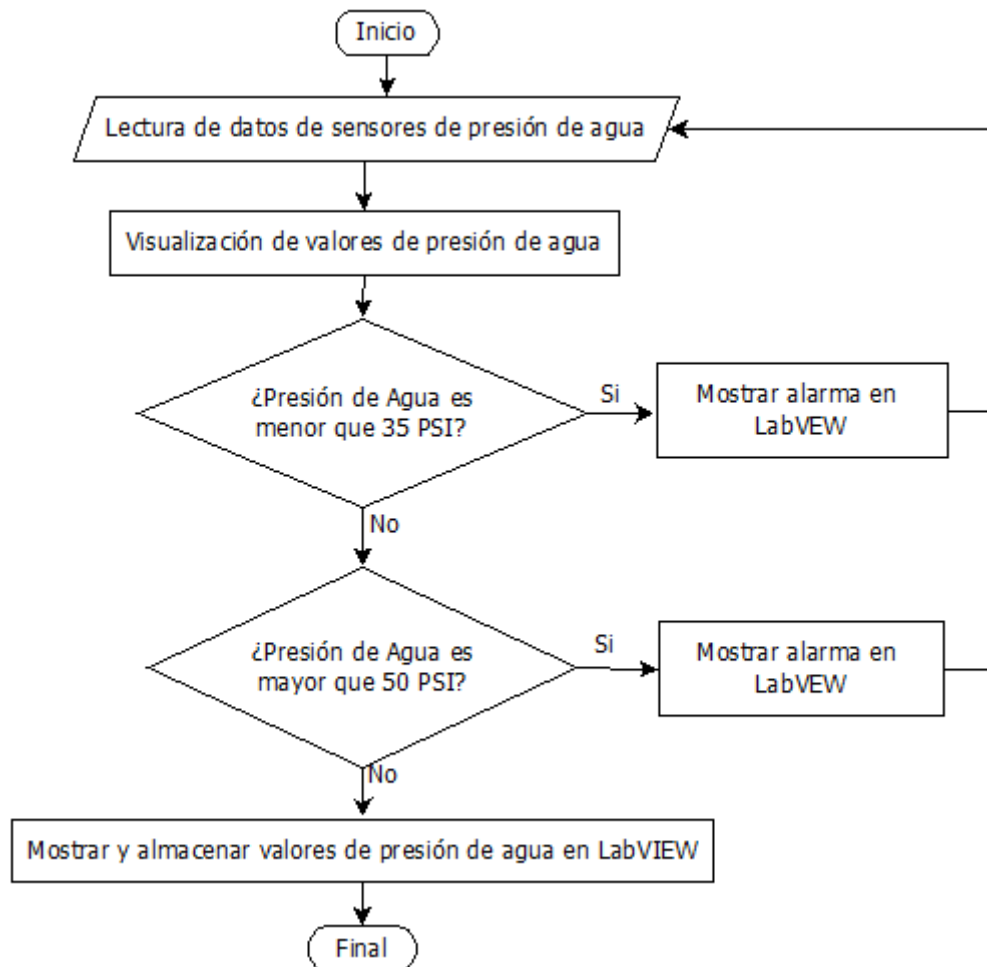 Inicio
Lectura de datos de sensores de presión de agua
Visualización de valores de presión de agua
¿Presión de Agua es
menor que 35 PSI?
Si
Mostrar alarma en
LabVEW
No
¿Presión de Agua es
mayor que 50 PSI?
Si
Mostrar alarma en
LabVEW
No
Mostrar y almacenar valores de presión de agua en LabVIEW
Final